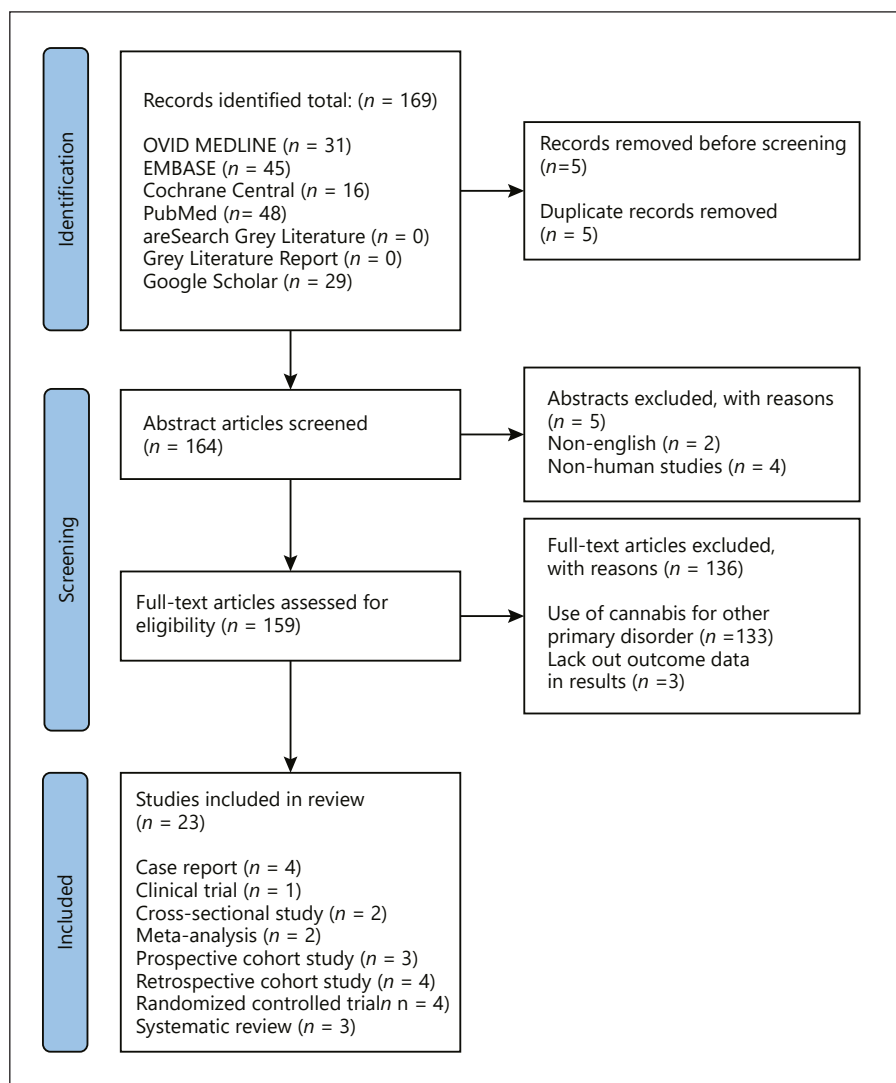 Identification
Records identified total: (n = 169)
OVID MEDLINE (n = 31)
EMBASE (n = 45)
Cochrane Central (n = 16)
PubMed (n= 48)
areSearch Grey Literature (n = 0)
Grey Literature Report (n = 0)
Google Scholar (n = 29)
Records removed before screening
(n=5)
Duplicate records removed
(n = 5)
Screening
Abstract articles screened
(n = 164)
Abstracts excluded, with reasons
(n = 5)
Non-english (n = 2)
Non-human studies (n = 4)
Full-text articles assessed for
eligibility (n = 159)
Full-text articles excluded,
with reasons (n = 136)
Use of cannabis for other
primary disorder (n =133)
Lack out outcome data
in results (n =3)
Included
Studies included in review
(n = 23)
Case report (n = 4)
Clinical trial (n = 1)
Cross-sectional study (n = 2)
Meta-analysis (n = 2)
Prospective cohort study (n = 3)
Retrospective cohort study (n = 4)
Randomized controlled trialn n = 4)
Systematic review (n = 3)